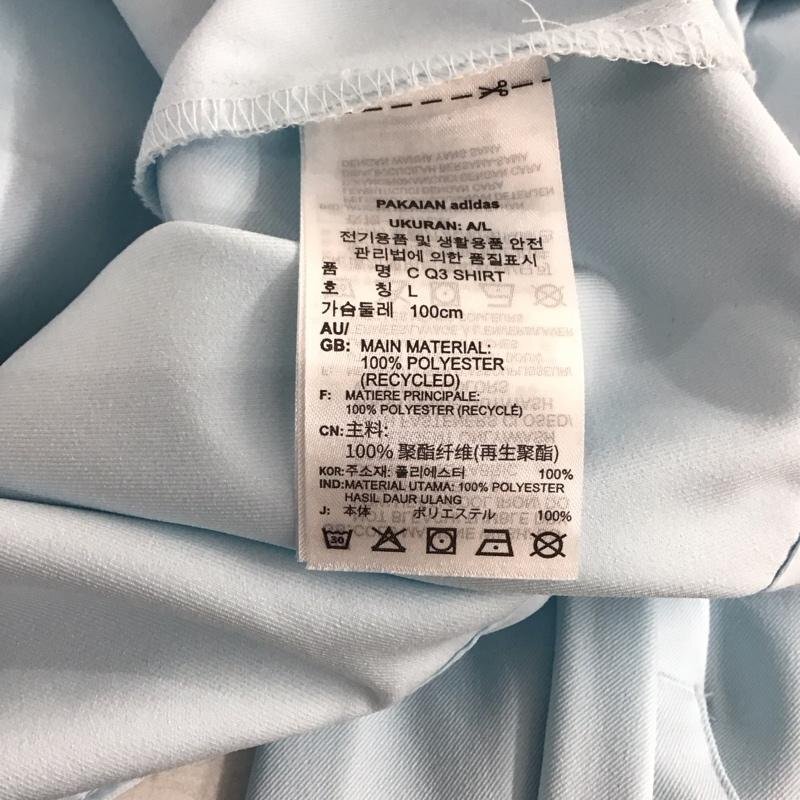 PAKAIAN adidas
UKURAN: A/L
전기용품 및 생활용품 안전
관리법에 의한 품질표시
품 명 C Q3 SHIRT
호 칭 L
가슴둘레 100cm
AU/
GB: MAIN MATERIAL:
100% POLYESTER
(RECYCLED)
F: MATIERE PRINCIPALE:
100% POLYESTER (RECYCLÉ)
CN: 主料:
100% 聚酯纤维(再生聚酯)
KOR: 주소재: 폴리에스터 100%
IND: MATERIAL UTAMA: 100% POLYESTER
HASIL DAUR ULANG
J: 本体 ポリエステル 100%
30